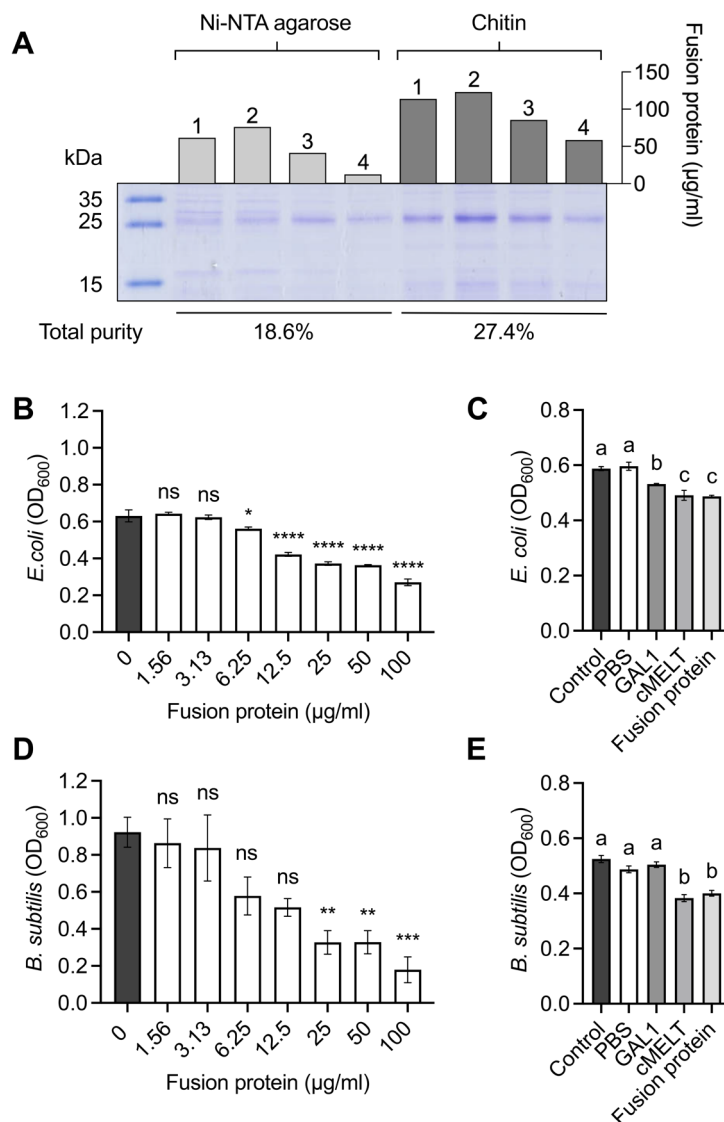 A
Ni-NTA agarose
Chitin
1
2
3
4
1
2
3
4
150
100
50
0
Fusion protein (µg/ml)
kDa
35
25
15
Total purity
18.6%
27.4%
B
E.coli (OD600)
1.2
1.0
0.8
0.6
0.4
0.2
0.0
ns
ns
*
****
****
****
****
0
1.56
3.13
6.25
12.5
25
50
100
Fusion protein (µg/ml)
C
E. coli (OD600)
0.8
0.6
0.4
0.2
0.0
a
a
b
c
c
Control
PBS
GAL1
cMELT
Fusion protein
D
B. subtilis (OD600)
1.2
1.0
0.8
0.6
0.4
0.2
0.0
ns
ns
ns
ns
**
**
***
0
1.56
3.13
6.25
12.5
25
50
100
Fusion protein (µg/ml)
E
B. subtilis (OD600)
0.8
0.6
0.4
0.2
0.0
a
a
a
b
b
Control
PBS
GAL1
cMELT
Fusion protein